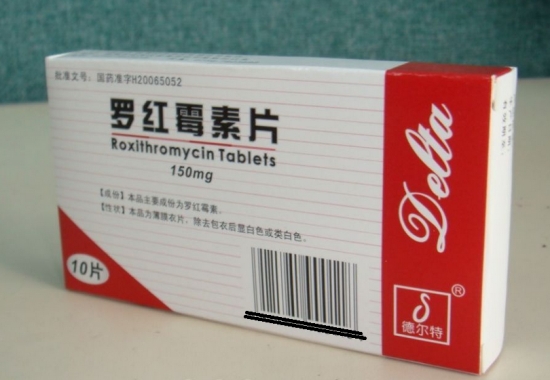 批准文号：国药准字H20065052
罗红霉素片
Roxithromycin Tablets
150mg
【成份】本品主要成份为罗红霉素。
【性状】本品为薄膜衣片，除去包衣后显白色或类白色。
10片
Delta
δ
®
德尔特